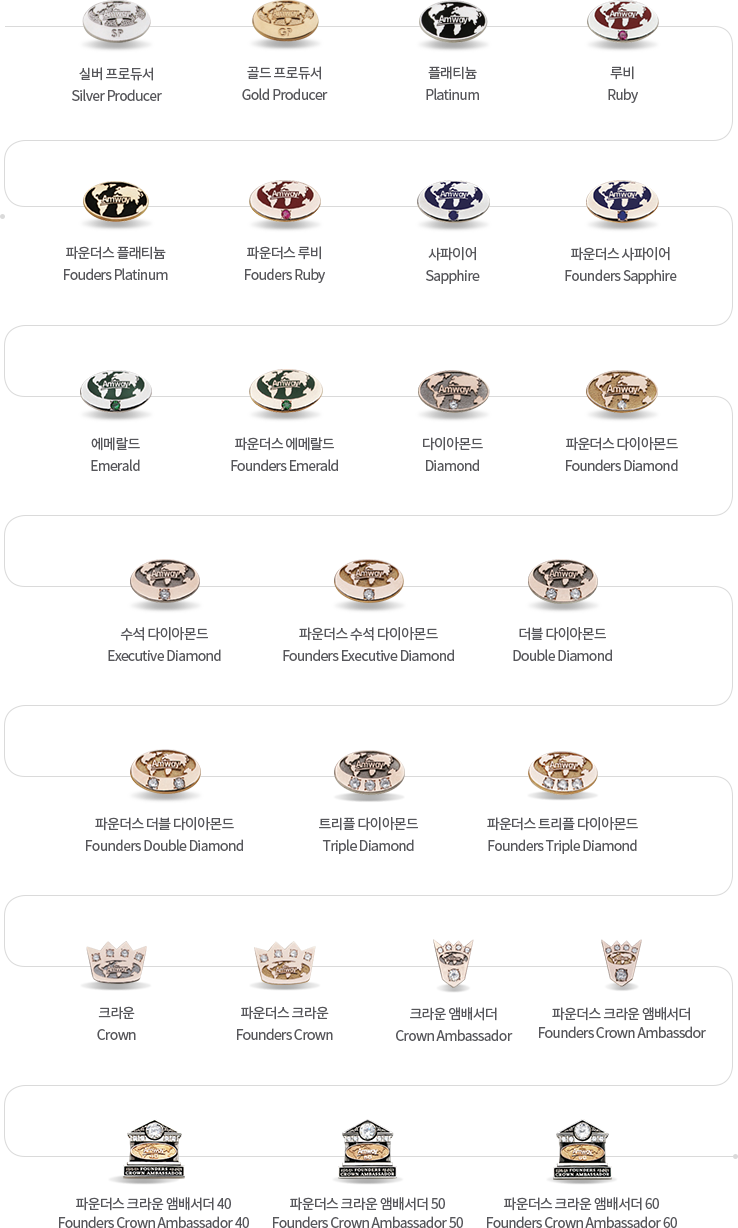 Amway
SP
GP
Amway
Amway
실버 프로듀서
골드 프로듀서
플래티늄
루비
Silver Producer
Gold Producer
Platinum
Ruby
Amway
Amway
Amway
Amway
파운더스 플래티늄
파운더스 루비
사파이어
파운더스 사파이어
Fouders Platinum
Fouders Ruby
Sapphire
Founders Sapphire
Amway
Amway
Amway
Amway
에메랄드
파운더스 에메랄드
다이아몬드
파운더스 다이아몬드
Emerald
Founders Emerald
Diamond
Founders Diamond
Amway
Amway
Amway
수석 다이아몬드
파운더스 수석 다이아몬드
더블 다이아몬드
Executive Diamond
Founders Executive Diamond
Double Diamond
Amway
Amway
Amway
파운더스 더블 다이아몬드
트리플 다이아몬드
파운더스 트리플 다이아몬드
Founders Double Diamond
Triple Diamond
Founders Triple Diamond
크라운
파운더스 크라운
크라운 앰배서더
파운더스 크라운 앰배서더
Crown
Founders Crown
Crown Ambassador
Founders Crown Ambassdor
Amway
FOUNDERS
CROWN AMBASSADOR
Amway
FOUNDERS
CROWN AMBASSADOR
Amway
FOUNDERS
CROWN AMBASSADOR
파운더스 크라운 앰배서더 40
파운더스 크라운 앰배서더 50
파운더스 크라운 앰배서더 60
Founders Crown Ambassador 40
Founders Crown Ambassador 50
Founders Crown Ambassador 60